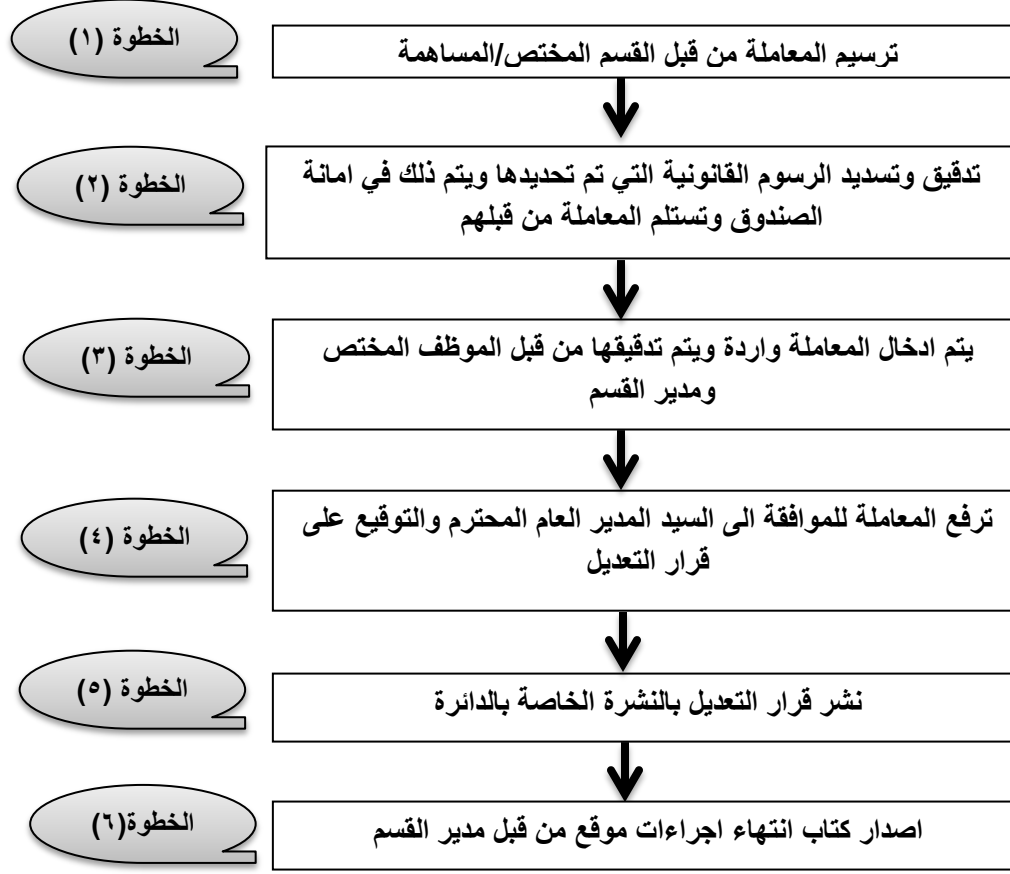 الخطوة (١)
ترسيم المعاملة من قبل القسم المختص/المساهمة
الخطوة (٢)
تدقيق وتسديد الرسوم القانونية التي تم تحديدها ويتم ذلك في امانة
الصندوق وتستلم المعاملة من قبلهم
الخطوة (٣)
يتم ادخال المعاملة واردة ويتم تدقيقها من قبل الموظف المختص
ومدير القسم
الخطوة (٤)
ترفع المعاملة للموافقة الى السيد المدير العام المحترم والتوقيع على
قرار التعديل
الخطوة (٥)
نشر قرار التعديل بالنشرة الخاصة بالدائرة
الخطوة(٦)
اصدار كتاب انتهاء اجراءات موقع من قبل مدير القسم